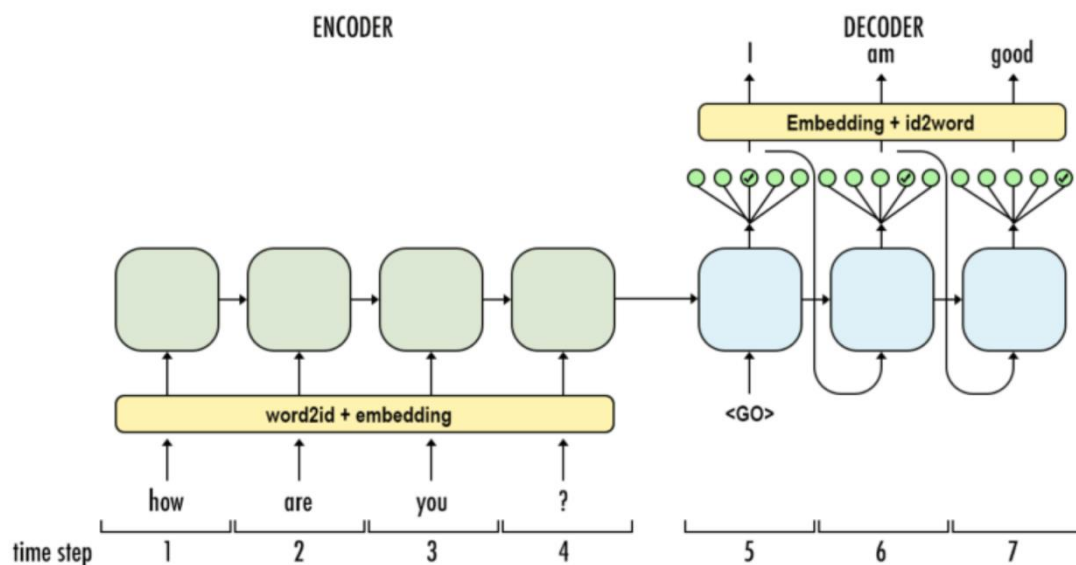 ENCODER
DECODER
I am good
Embedding + id2word
<GO>
word2id + embedding
how are you ?
time step 1 2 3 4 5 6 7